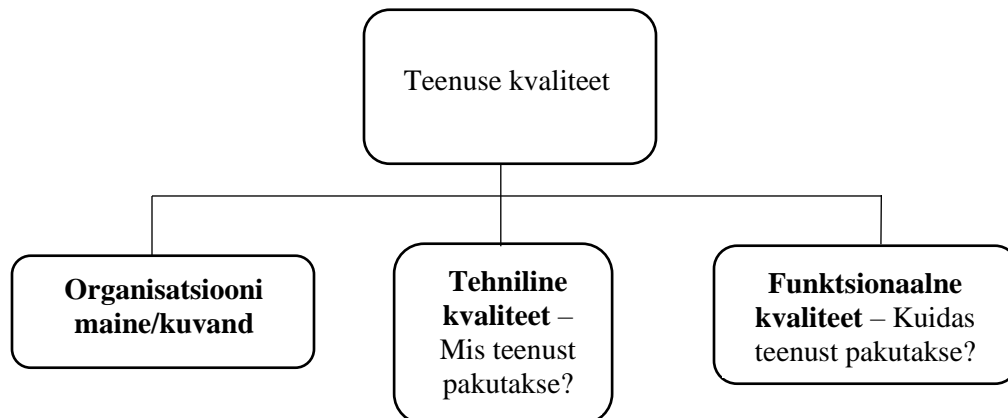 Teenuse kvaliteet
Organisatsiooni
maine/kuvand
Tehniline
kvaliteet –
Mis teenust
pakutakse?
Funktsionaalne
kvaliteet – Kuidas
teenust pakutakse?